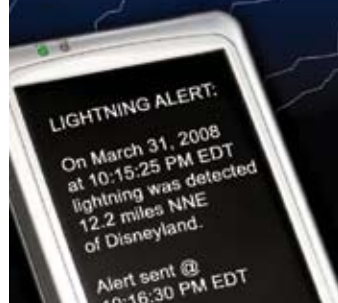 LIGHTNING ALERT:
On March 31, 2008
at 10:15:25 PM EDT
lightning was detected
12.2 miles NNE
of Disneyland.
Alert sent @
10:16:30 PM EDT